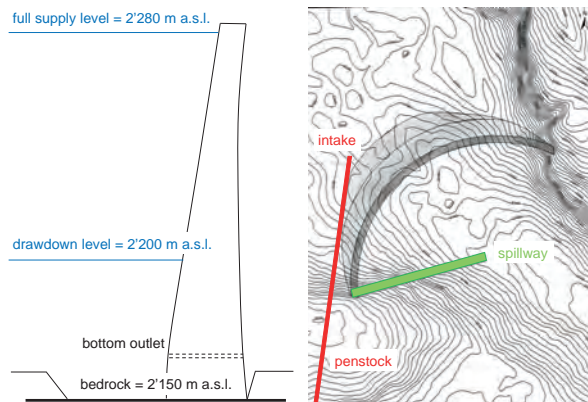 full supply level = 2'280 m a.s.l.
drawdown level = 2'200 m a.s.l.
bottom outlet
bedrock = 2'150 m a.s.l.
intake
spillway
penstock